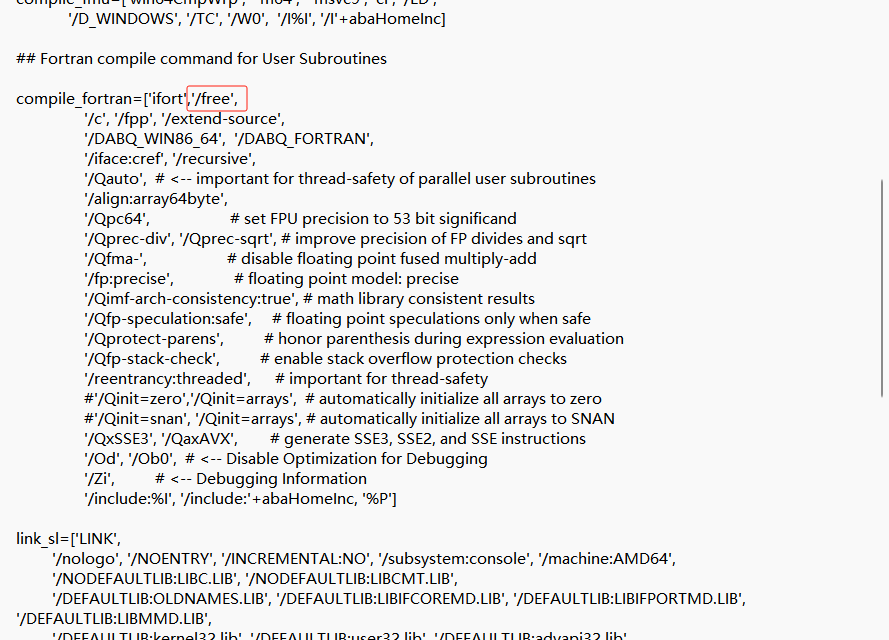 '/D_WINDOWS', '/TC', '/W0', '/I%I', '/I'+abaHomeInc]
## Fortran compile command for User Subroutines
compile_fortran=['ifort','/free',
'/c', '/fpp', '/extend-source',
'/DABQ_WIN86_64', '/DABQ_FORTRAN',
'/iface:cref', '/recursive',
'/Qauto', # <-- important for thread-safety of parallel user subroutines
'/align:array64byte',
'/Qpc64', # set FPU precision to 53 bit significand
'/Qprec-div', '/Qprec-sqrt', # improve precision of FP divides and sqrt
'/Qfma-', # disable floating point fused multiply-add
'/fp:precise', # floating point model: precise
'/Qimf-arch-consistency:true', # math library consistent results
'/Qfp-speculation:safe', # floating point speculations only when safe
'/Qprotect-parens', # honor parenthesis during expression evaluation
'/Qfp-stack-check', # enable stack overflow protection checks
'/reentrancy:threaded', # important for thread-safety
#'/Qinit=zero','/Qinit=arrays', # automatically initialize all arrays to zero
#'/Qinit=snan', '/Qinit=arrays', # automatically initialize all arrays to SNAN
'/QxSSE3', '/QaxAVX', # generate SSE3, SSE2, and SSE instructions
'/Od', '/Ob0', # <-- Disable Optimization for Debugging
'/Zi', # <-- Debugging Information
'/include:%I', '/include:'+abaHomeInc, '%P']
link_sl=['LINK',
'/nologo', '/NOENTRY', '/INCREMENTAL:NO', '/subsystem:console', '/machine:AMD64',
'/NODEFAULTLIB:LIBC.LIB', '/NODEFAULTLIB:LIBCMT.LIB',
'/DEFAULTLIB:OLDNAMES.LIB', '/DEFAULTLIB:LIBIFCOREMD.LIB', '/DEFAULTLIB:LIBIFPORTMD.LIB',
'/DEFAULTLIB:LIBMMD.LIB',
'/DEFAULTLIB:kernel32.lib', '/DEFAULTLIB:user32.lib', '/DEFAULTLIB:advapi32.lib'